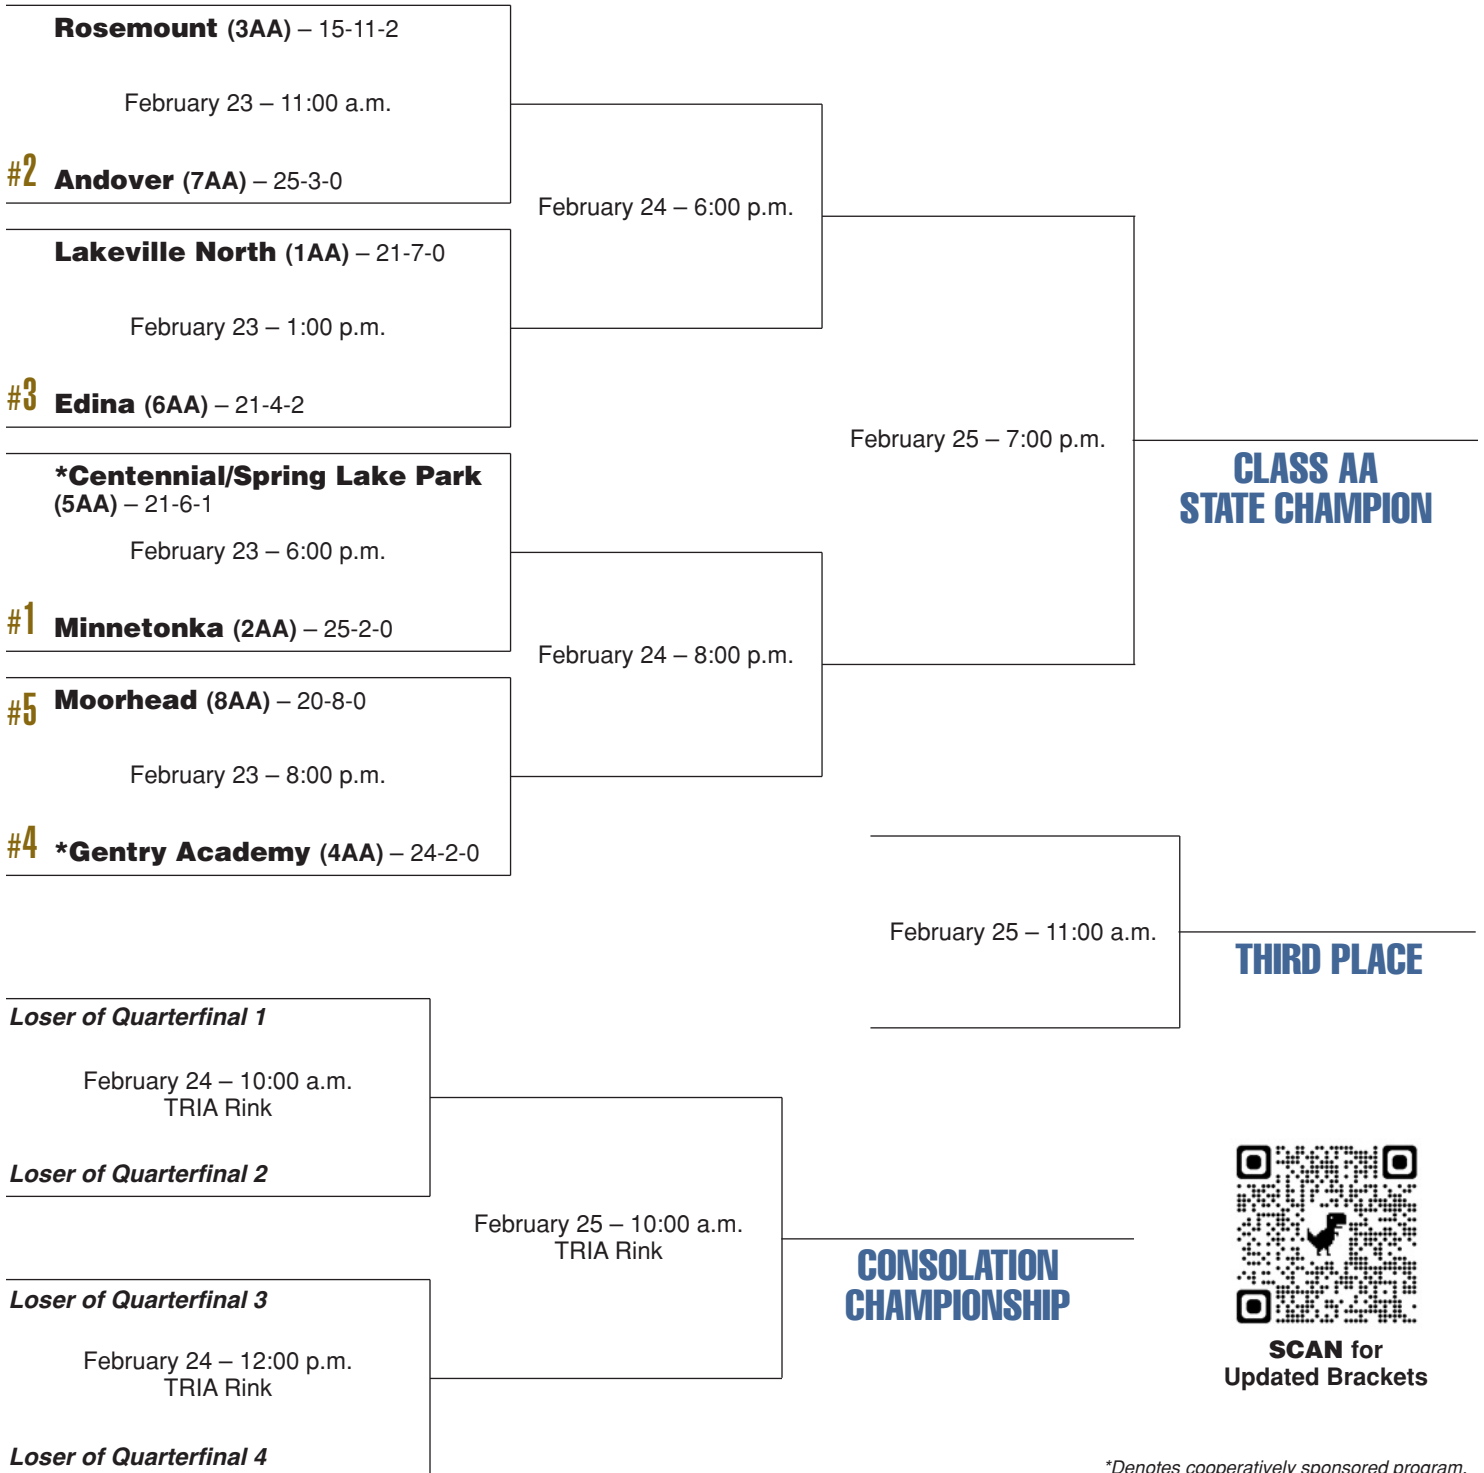 Rosemount (3AA) – 15-11-2
February 23 – 11:00 a.m.
#2 Andover (7AA) – 25-3-0
February 24 – 6:00 p.m.
Lakeville North (1AA) – 21-7-0
February 23 – 1:00 p.m.
#3 Edina (6AA) – 21-4-2
February 25 – 7:00 p.m.
CLASS AA
STATE CHAMPION
*Centennial/Spring Lake Park
(5AA) – 21-6-1
February 23 – 6:00 p.m.
#1 Minnetonka (2AA) – 25-2-0
February 24 – 8:00 p.m.
#5 Moorhead (8AA) – 20-8-0
February 23 – 8:00 p.m.
#4 *Gentry Academy (4AA) – 24-2-0
February 25 – 11:00 a.m.
THIRD PLACE
Loser of Quarterfinal 1
February 24 – 10:00 a.m.
TRIA Rink
Loser of Quarterfinal 2
February 25 – 10:00 a.m.
TRIA Rink
CONSOLATION
CHAMPIONSHIP
Loser of Quarterfinal 3
February 24 – 12:00 p.m.
TRIA Rink
Loser of Quarterfinal 4
SCAN for
Updated Brackets
*Denotes cooperatively sponsored program.